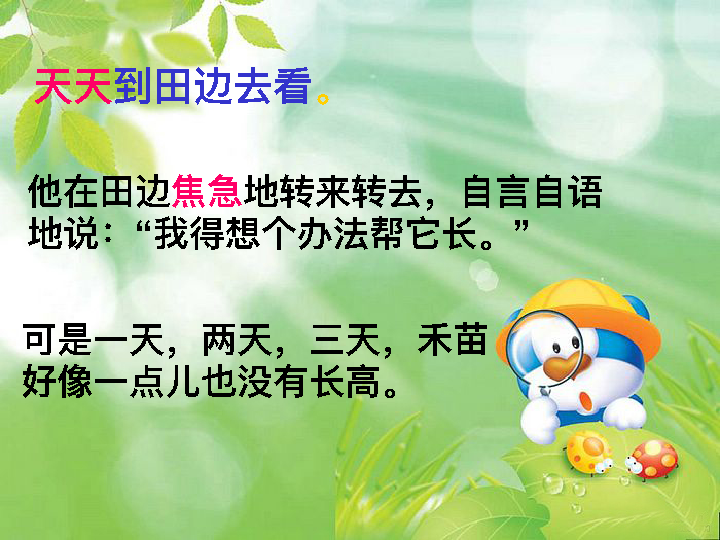 天天到田边去看。
他在田边焦急地转来转去，自言自语
地说：“我得想个办法帮它长。”
可是一天，两天，三天，禾苗
好像一点儿也没有长高。